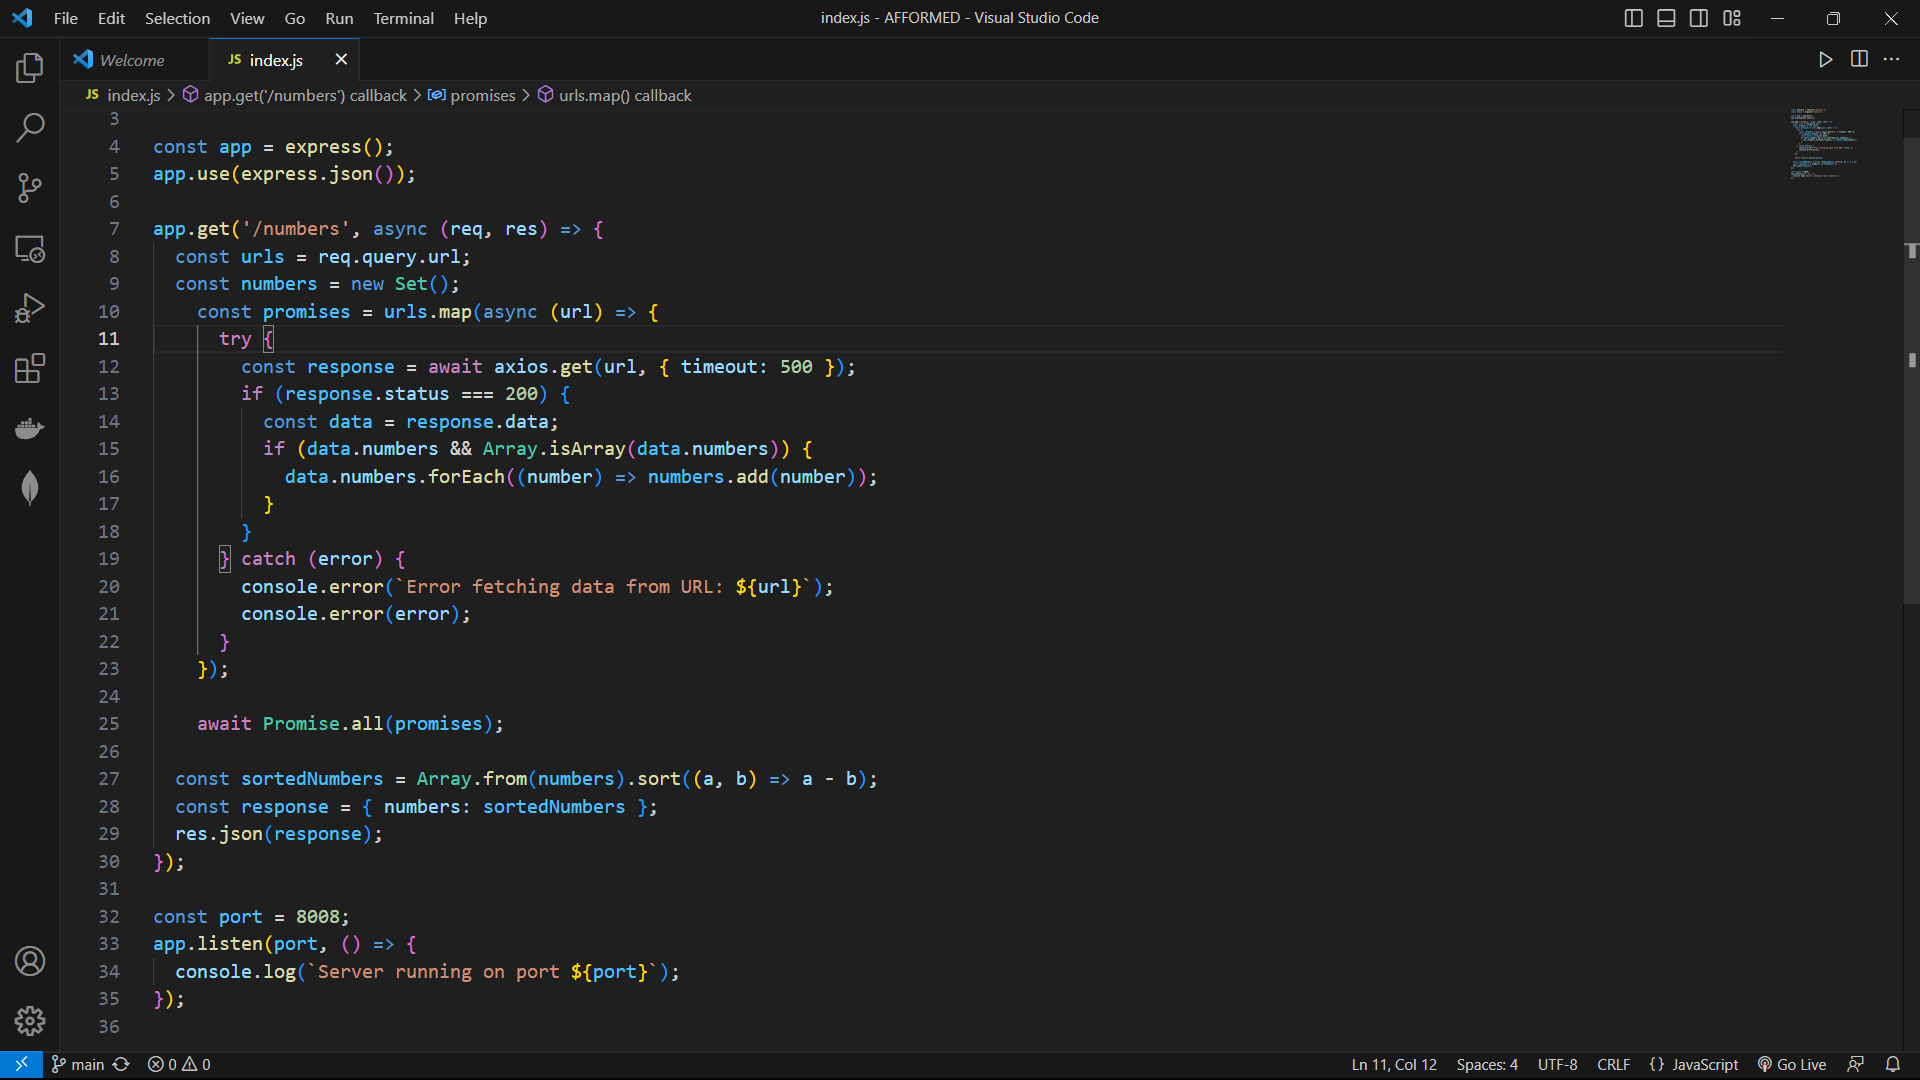 File Edit Selection View Go Run Terminal Help
index.js - AFFORMED - Visual Studio Code
Welcome
JS index.js
JS index.js > app.get('/numbers') callback > promises > urls.map() callback
3
4 const app = express();
5 app.use(express.json());
6
7 app.get('/numbers', async (req, res) => {
8 const urls = req.query.url;
9 const numbers = new Set();
10 const promises = urls.map(async (url) => {
11 try {
12 const response = await axios.get(url, { timeout: 500 });
13 if (response.status === 200) {
14 const data = response.data;
15 if (data.numbers && Array.isArray(data.numbers)) {
16 data.numbers.forEach((number) => numbers.add(number));
17 }
18 }
19 } catch (error) {
20 console.error(`Error fetching data from URL: ${url}`);
21 console.error(error);
22 }
23 });
24
25 await Promise.all(promises);
26
27 const sortedNumbers = Array.from(numbers).sort((a, b) => a - b);
28 const response = { numbers: sortedNumbers };
29 res.json(response);
30 });
31
32 const port = 8008;
33 app.listen(port, () => {
34 console.log(`Server running on port ${port}`);
35 });
36
main 0 0 Ln 11, Col 12 Spaces: 4 UTF-8 CRLF {} JavaScript Go Live